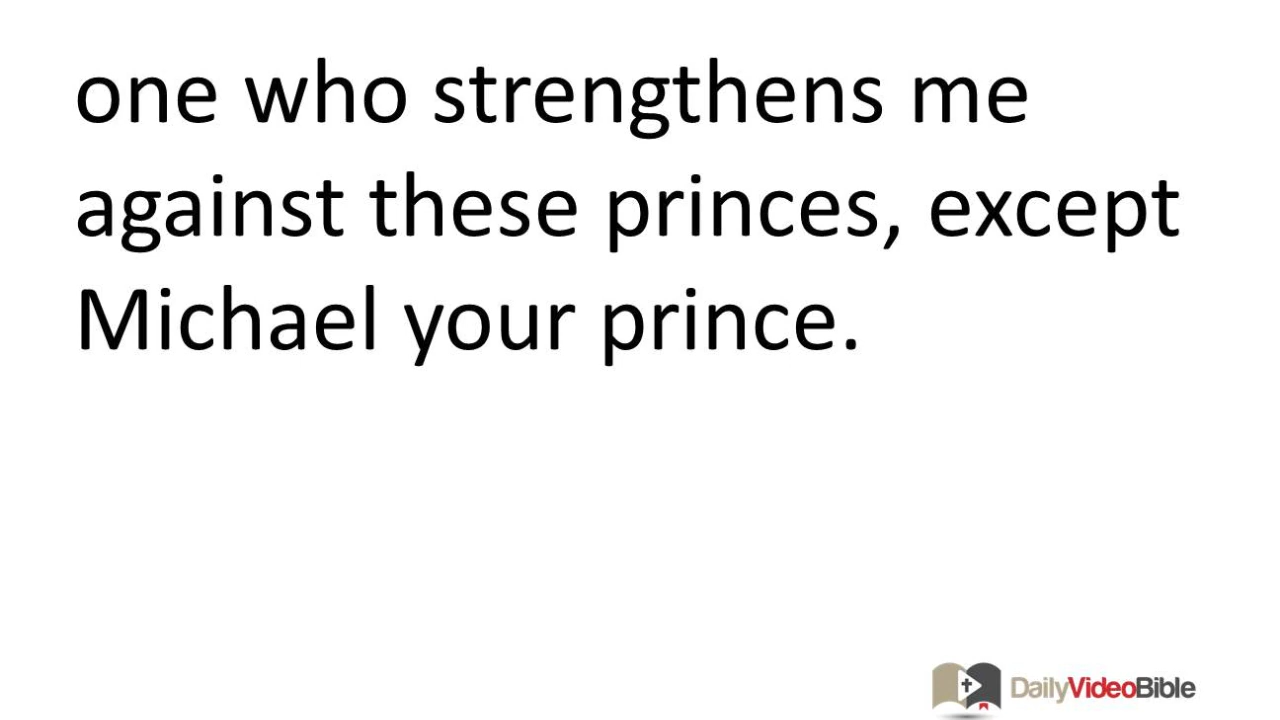 one who strengthens me
against these princes, except
Michael your prince.
DailyVideoBible